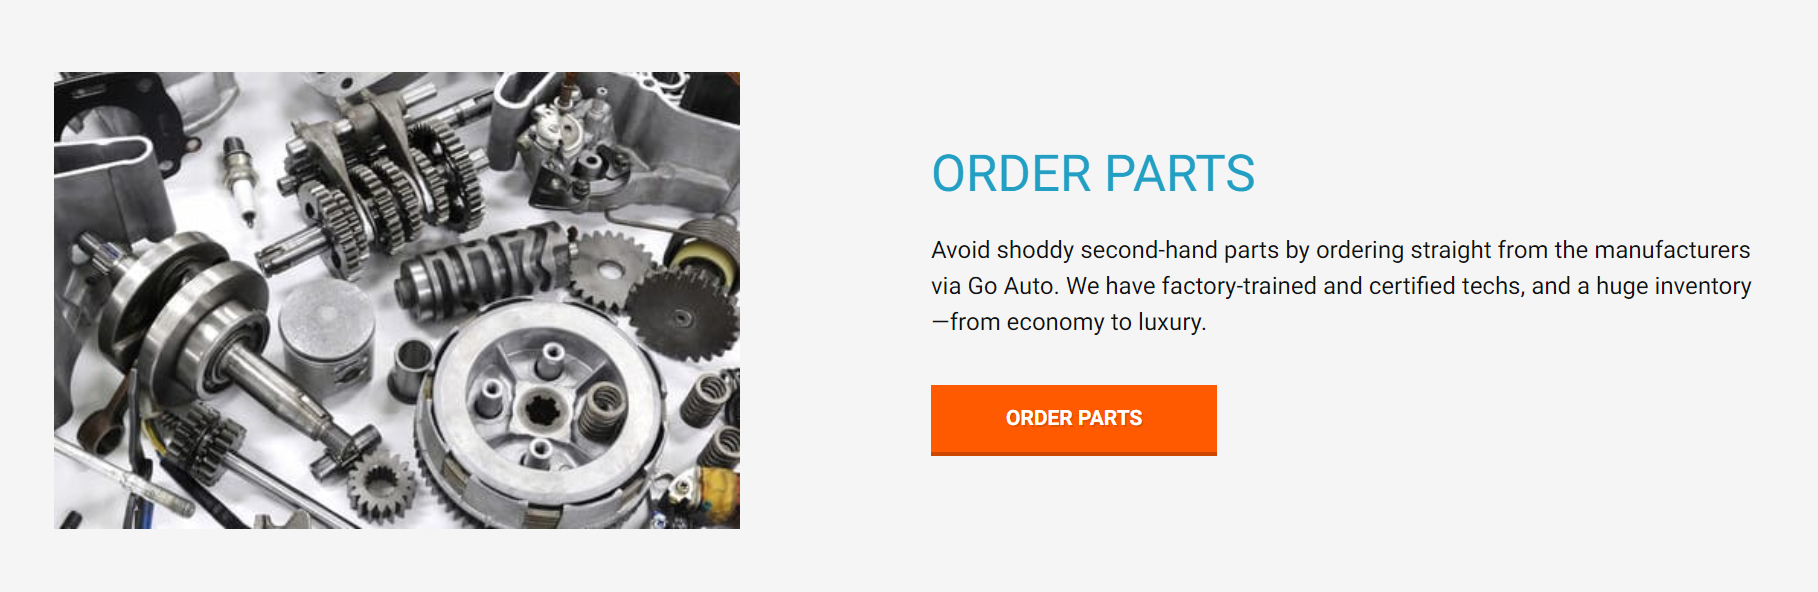 ORDER PARTS
Avoid shoddy second-hand parts by ordering straight from the manufacturers
via Go Auto. We have factory-trained and certified techs, and a huge inventory
—from economy to luxury.
ORDER PARTS